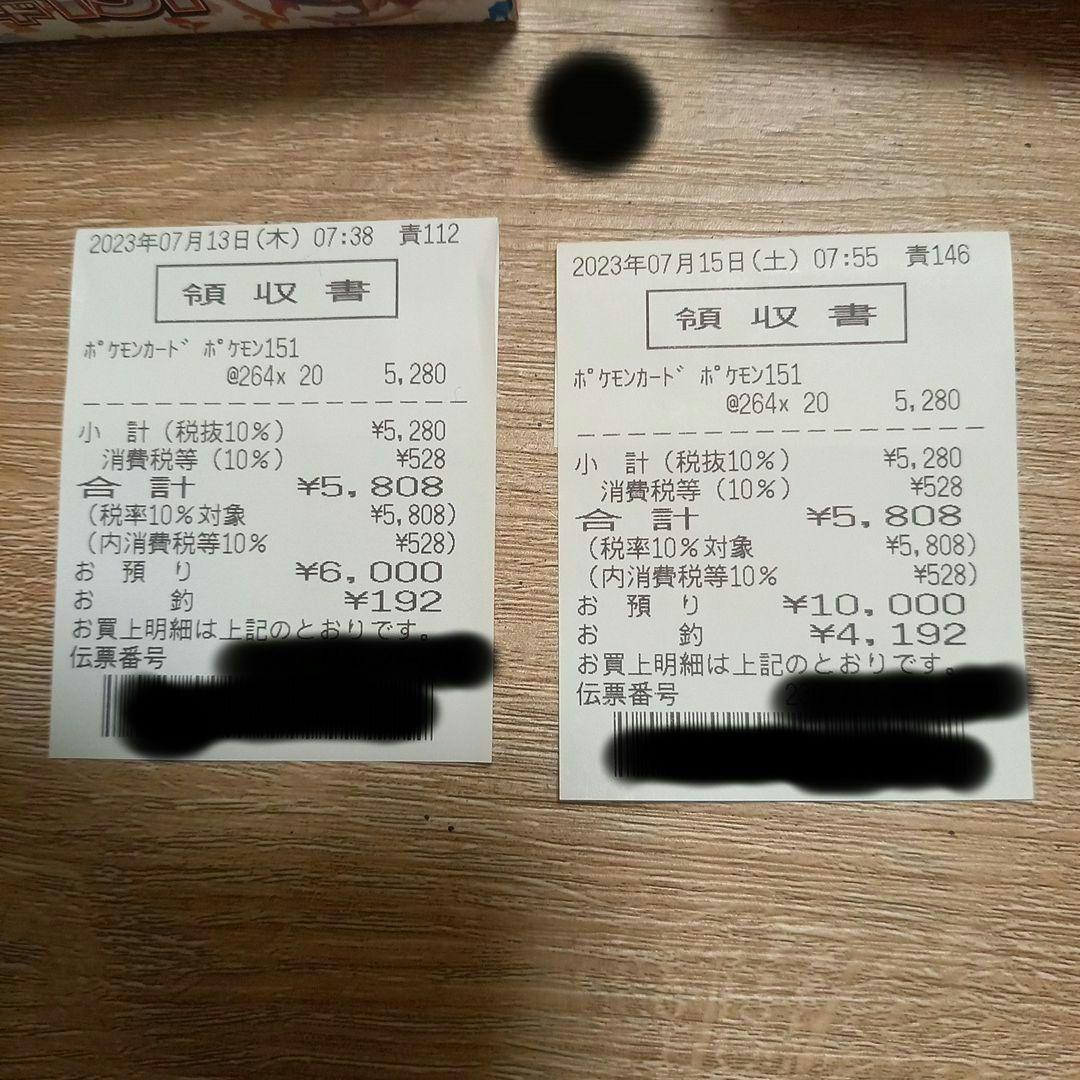 2023年07月13日(木) 07:38 責112
領収書
ﾎﾟｹﾓﾝｶｰﾄﾞ ﾎﾟｹﾓﾝ151
@264x 20 5,280
小 計(税抜10%) ¥5,280
消費税等(10%) ¥528
合 計 ¥5,808
(税率10%対象 ¥5,808)
(内消費税等10% ¥528)
お 預 り ¥6,000
お 釣 ¥192
お買上明細は上記のとおりです。
伝票番号
2023年07月15日(土) 07:55 責146
領収書
ﾎﾟｹﾓﾝｶｰﾄﾞ ﾎﾟｹﾓﾝ151
@264x 20 5,280
小 計(税抜10%) ¥5,280
消費税等(10%) ¥528
合 計 ¥5,808
(税率10%対象 ¥5,808)
(内消費税等10% ¥528)
お 預 り ¥10,000
お 釣 ¥4,192
お買上明細は上記のとおりです。
伝票番号